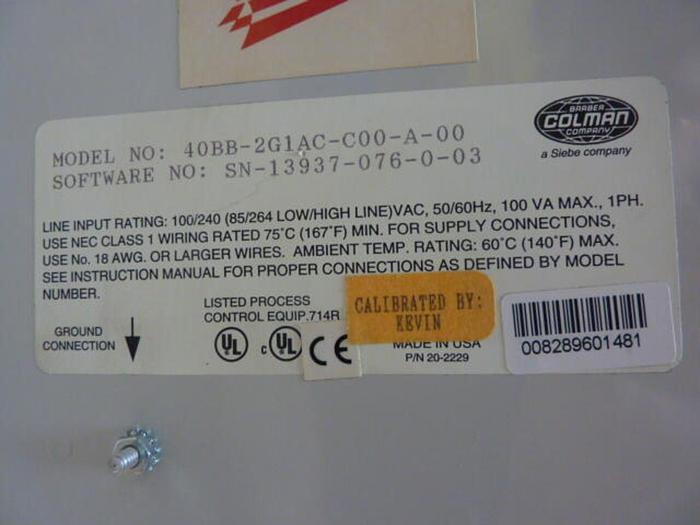 BARBER
COLMAN
COMPANY
a Siebe company
MODEL NO: 40BB-2G1AC-C00-A-00
SOFTWARE NO: SN-13937-076-0-03
LINE INPUT RATING: 100/240 (85/264 LOW/HIGH LINE)VAC, 50/60Hz, 100 VA MAX., 1PH.
USE NEC CLASS 1 WIRING RATED 75°C (167°F) MIN. FOR SUPPLY CONNECTIONS,
USE No. 18 AWG. OR LARGER WIRES. AMBIENT TEMP. RATING: 60°C (140°F) MAX.
SEE INSTRUCTION MANUAL FOR PROPER CONNECTIONS AS DEFINED BY MODEL
NUMBER.
GROUND
CONNECTION
LISTED PROCESS
CONTROL EQUIP.714R
UL
c UL
CE
CALIBRATED BY:
KEVIN
MADE IN USA
P/N 20-2229
008289601481